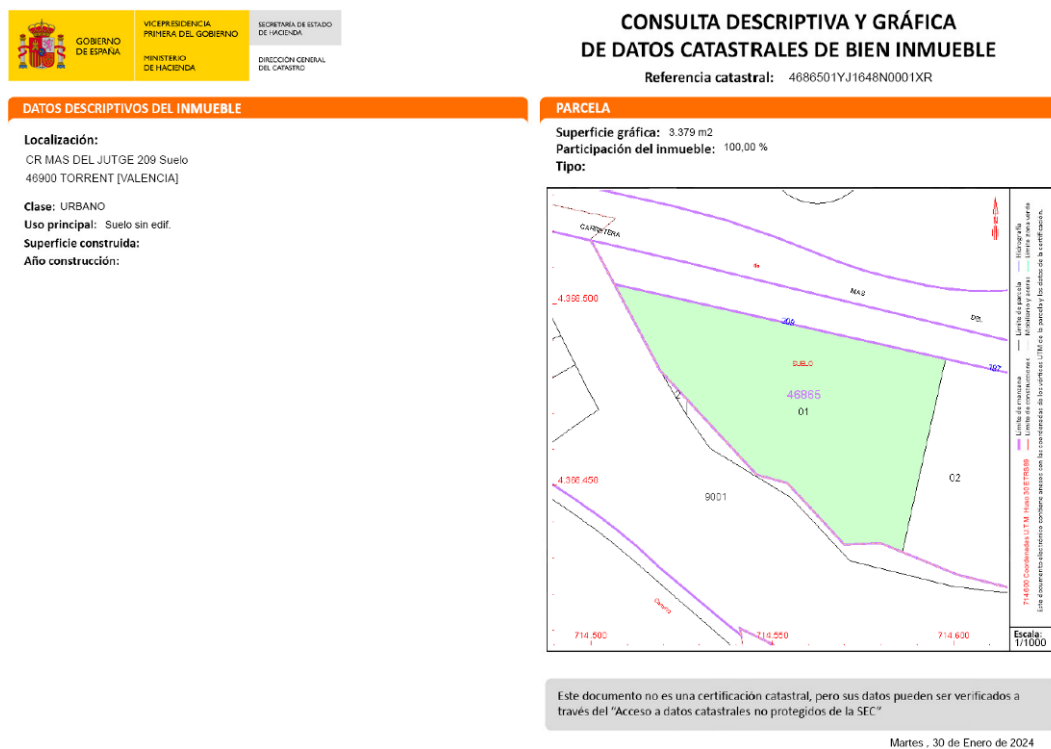 GOBIERNO
DE ESPAÑA
VICEPRESIDENCIA
PRIMERA DEL GOBIERNO
MINISTERIO
DE HACIENDA
SECRETARÍA DE ESTADO
DE HACIENDA
DIRECCIÓN GENERAL
DEL CATASTRO
CONSULTA DESCRIPTIVA Y GRÁFICA
DE DATOS CATASTRALES DE BIEN INMUEBLE
Referencia catastral: 4686501YJ1648N0001XR
DATOS DESCRIPTIVOS DEL INMUEBLE
Localización:
CR MAS DEL JUTGE 209 Suelo
46900 TORRENT [VALENCIA]
Clase: URBANO
Uso principal: Suelo sin edif.
Superficie construida:
Año construcción:
PARCELA
Superficie gráfica: 3.379 m2
Participación del inmueble: 100,00 %
Tipo:
CARRETERA
MAS
DEL
4,366,500
209
197
SUELO
46865
01
2
02
4,366,450
9001
Camino
714,500
714,550
714,600
Límite de manzana
Límite de parcela
Límite de construcciones
Mobiliario y aceras
Hidrografía
Límite zona verde
714.600 Coordenadas U.T.M. Huso 30 ETRS89
Este documento electrónico contiene anexos con las coordenadas de los vértices UTM de la parcela y los datos de la certificación.
Escala:
1/1000
Este documento no es una certificación catastral, pero sus datos pueden ser verificados a
través del "Acceso a datos catastrales no protegidos de la SEC"
Martes , 30 de Enero de 2024